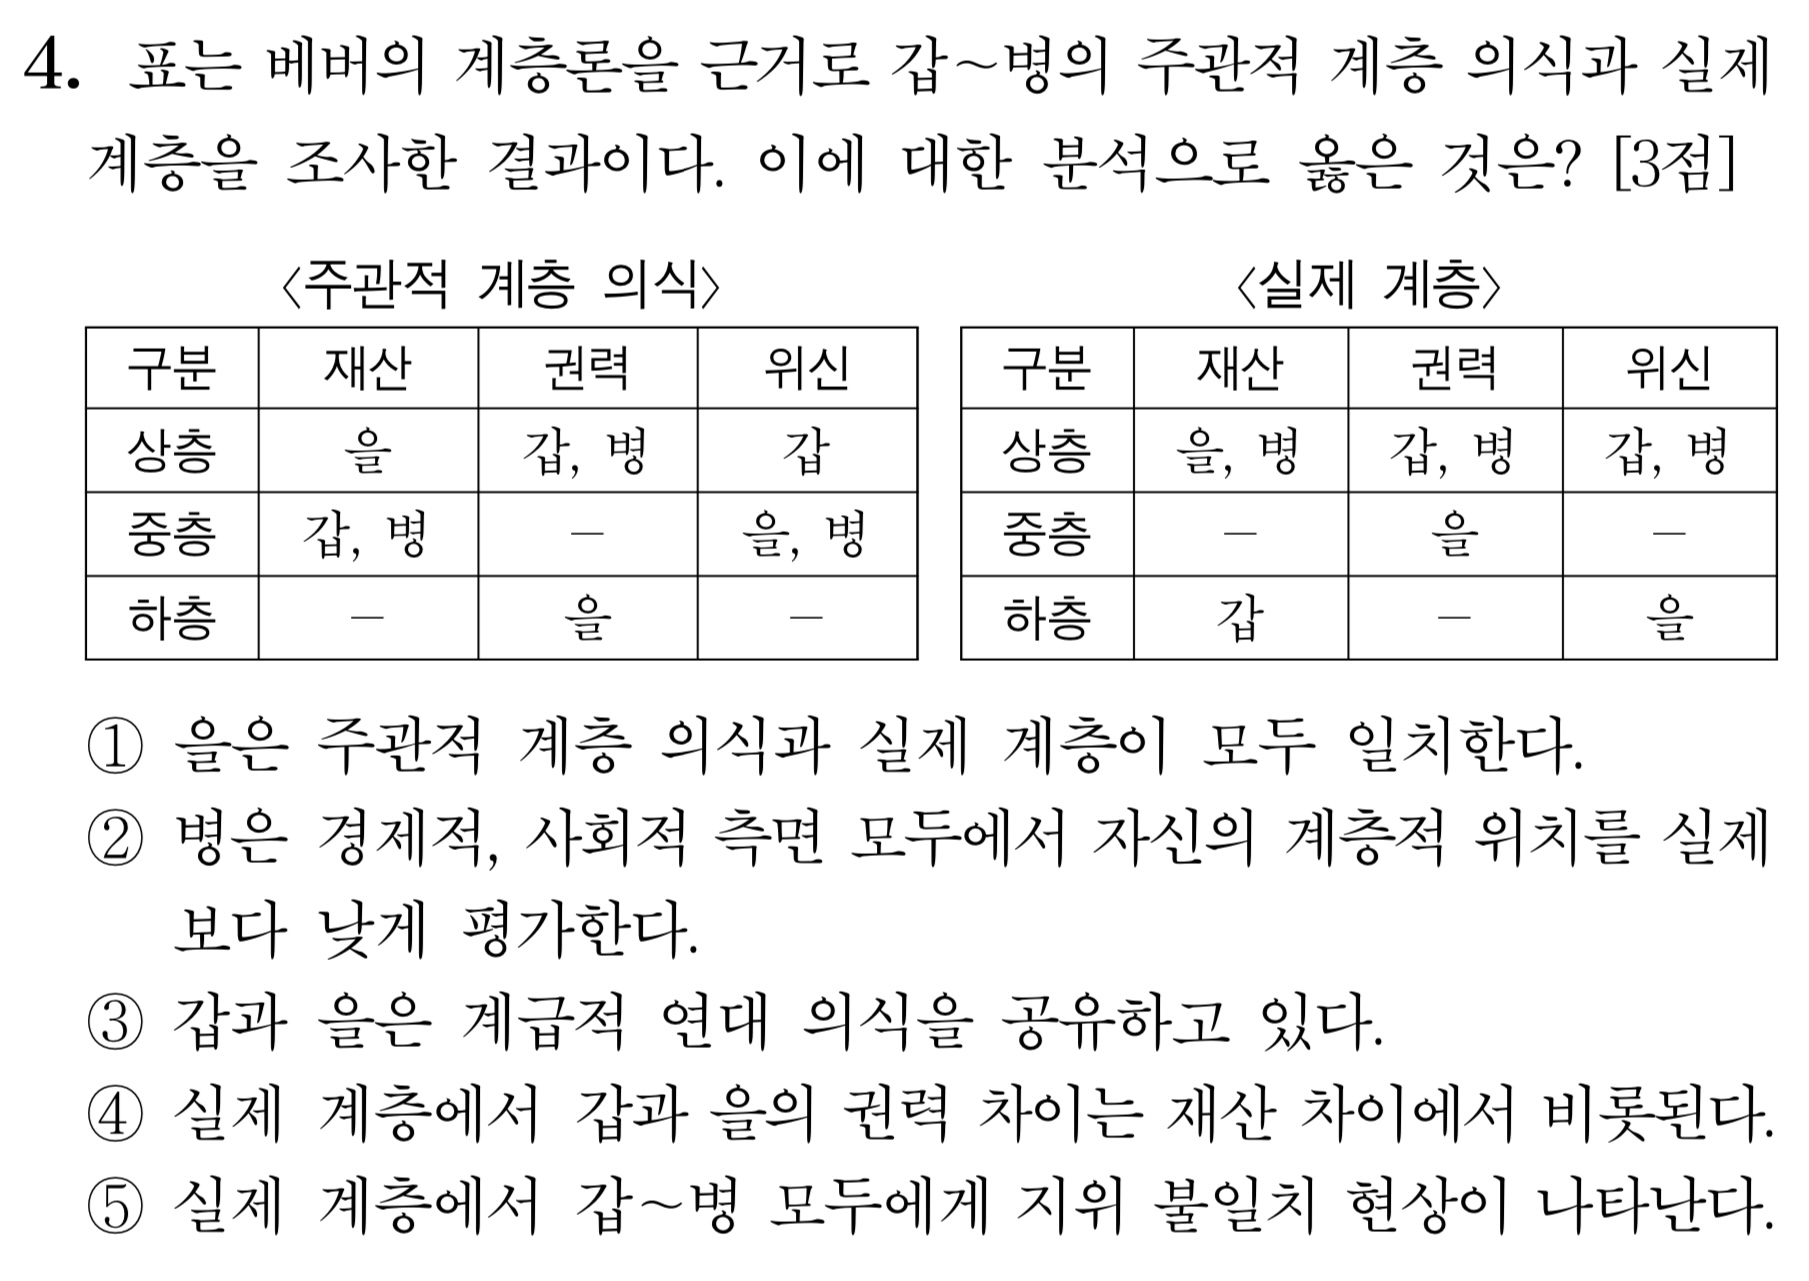 4. 표는 베버의 계층론을 근거로 갑~병의 주관적 계층 의식과 실제
계층을 조사한 결과이다. 이에 대한 분석으로 옳은 것은? [3점]
〈주관적 계층 의식〉
구분 재산 권력 위신
상층 을 갑, 병 갑
중층 갑, 병 - 을, 병
하층 - 을 -
〈실제 계층〉
구분 재산 권력 위신
상층 을, 병 갑, 병 갑, 병
중층 - 을 -
하층 갑 - 을
① 을은 주관적 계층 의식과 실제 계층이 모두 일치한다.
② 병은 경제적, 사회적 측면 모두에서 자신의 계층적 위치를 실제
보다 낮게 평가한다.
③ 갑과 을은 계급적 연대 의식을 공유하고 있다.
④ 실제 계층에서 갑과 을의 권력 차이는 재산 차이에서 비롯된다.
⑤ 실제 계층에서 갑~병 모두에게 지위 불일치 현상이 나타난다.